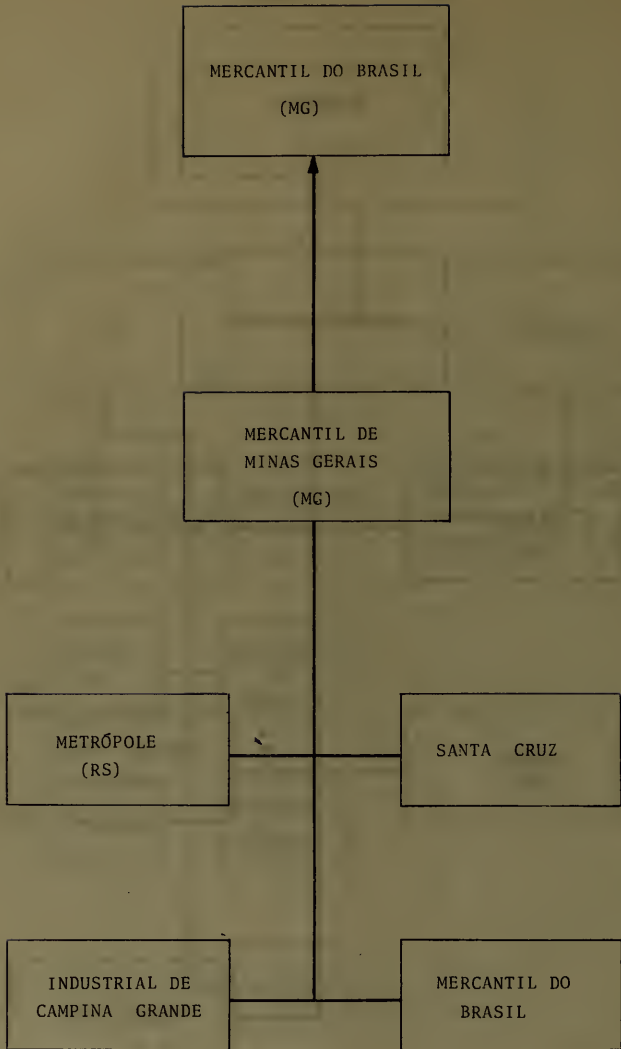 MERCANTIL DO BRASIL
(MG)
MERCANTIL DE
MINAS GERAIS
(MG)
METRÓPOLE
(RS)
SANTA CRUZ
INDUSTRIAL DE
CAMPINA GRANDE
MERCANTIL DO
BRASIL